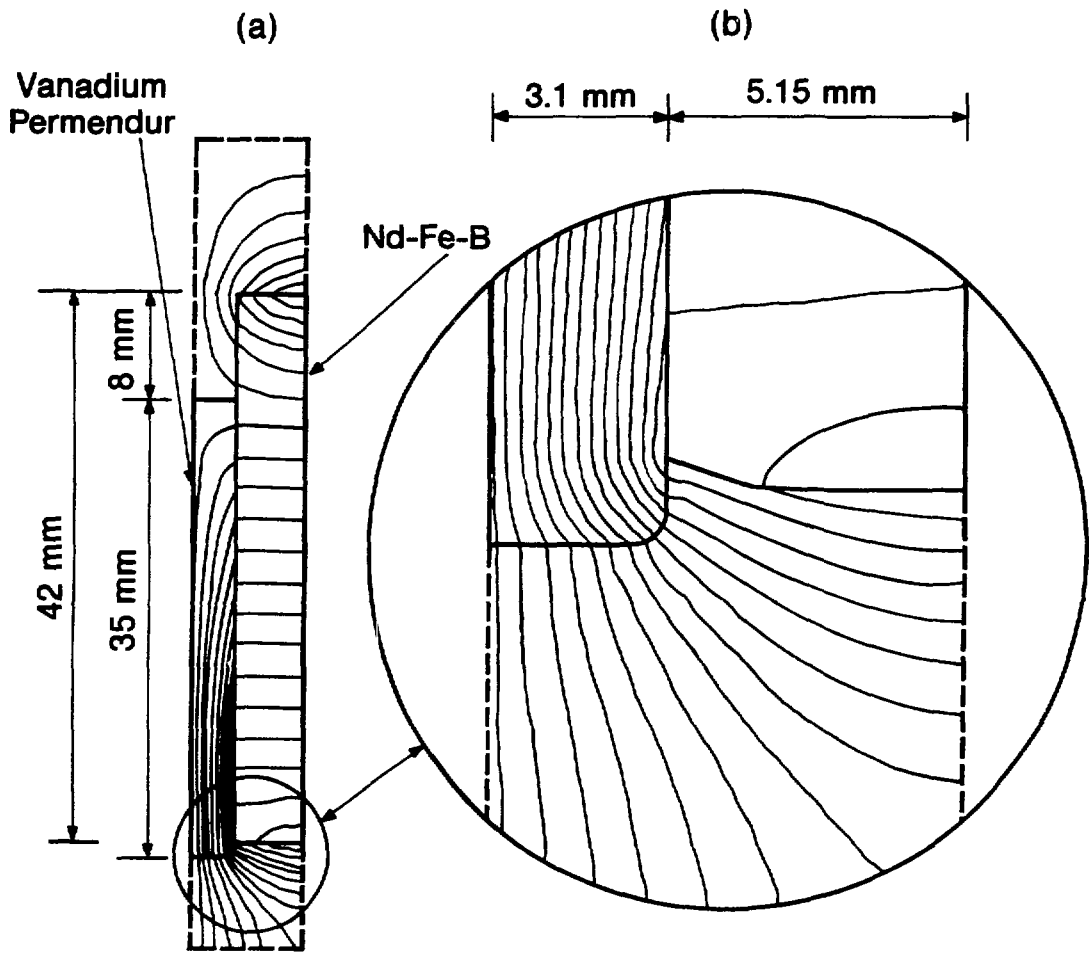 (a)
(b)
Vanadium
Permendur
3.1 mm
5.15 mm
Nd-Fe-B
8 mm
42 mm
35 mm